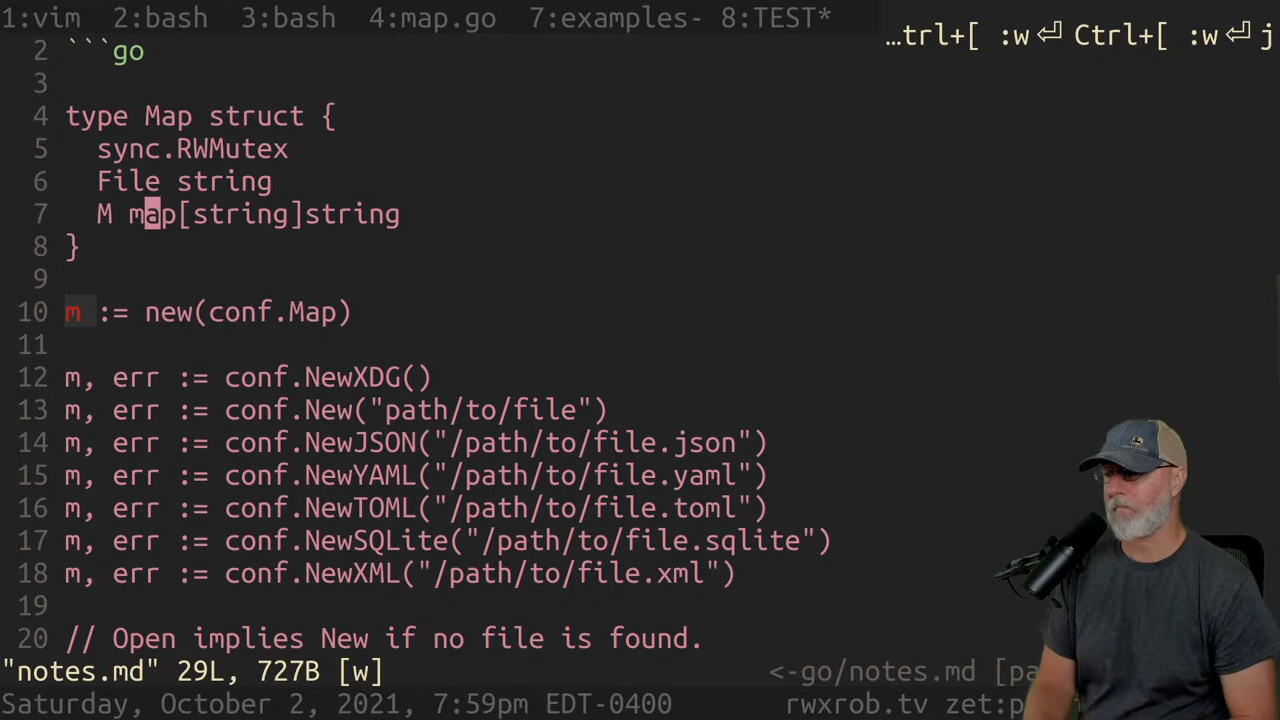 1:vim 2:bash 3:bash 4:map.go 7:examples- 8:TEST*
…trl+[ :w⏎ Ctrl+[ :w⏎ j
2 ```go
3
4 type Map struct {
5 sync.RWMutex
6 File string
7 M map[string]string
8 }
9
10 m := new(conf.Map)
11
12 m, err := conf.NewXDG()
13 m, err := conf.New("path/to/file")
14 m, err := conf.NewJSON("/path/to/file.json")
15 m, err := conf.NewYAML("/path/to/file.yaml")
16 m, err := conf.NewTOML("/path/to/file.toml")
17 m, err := conf.NewSQLite("/path/to/file.sqlite")
18 m, err := conf.NewXML("/path/to/file.xml")
19
20 // Open implies New if no file is found.
"notes.md" 29L, 727B [w] <-go/notes.md [pa
Saturday, October 2, 2021, 7:59pm EDT-0400 rwxrob.tv zet:p